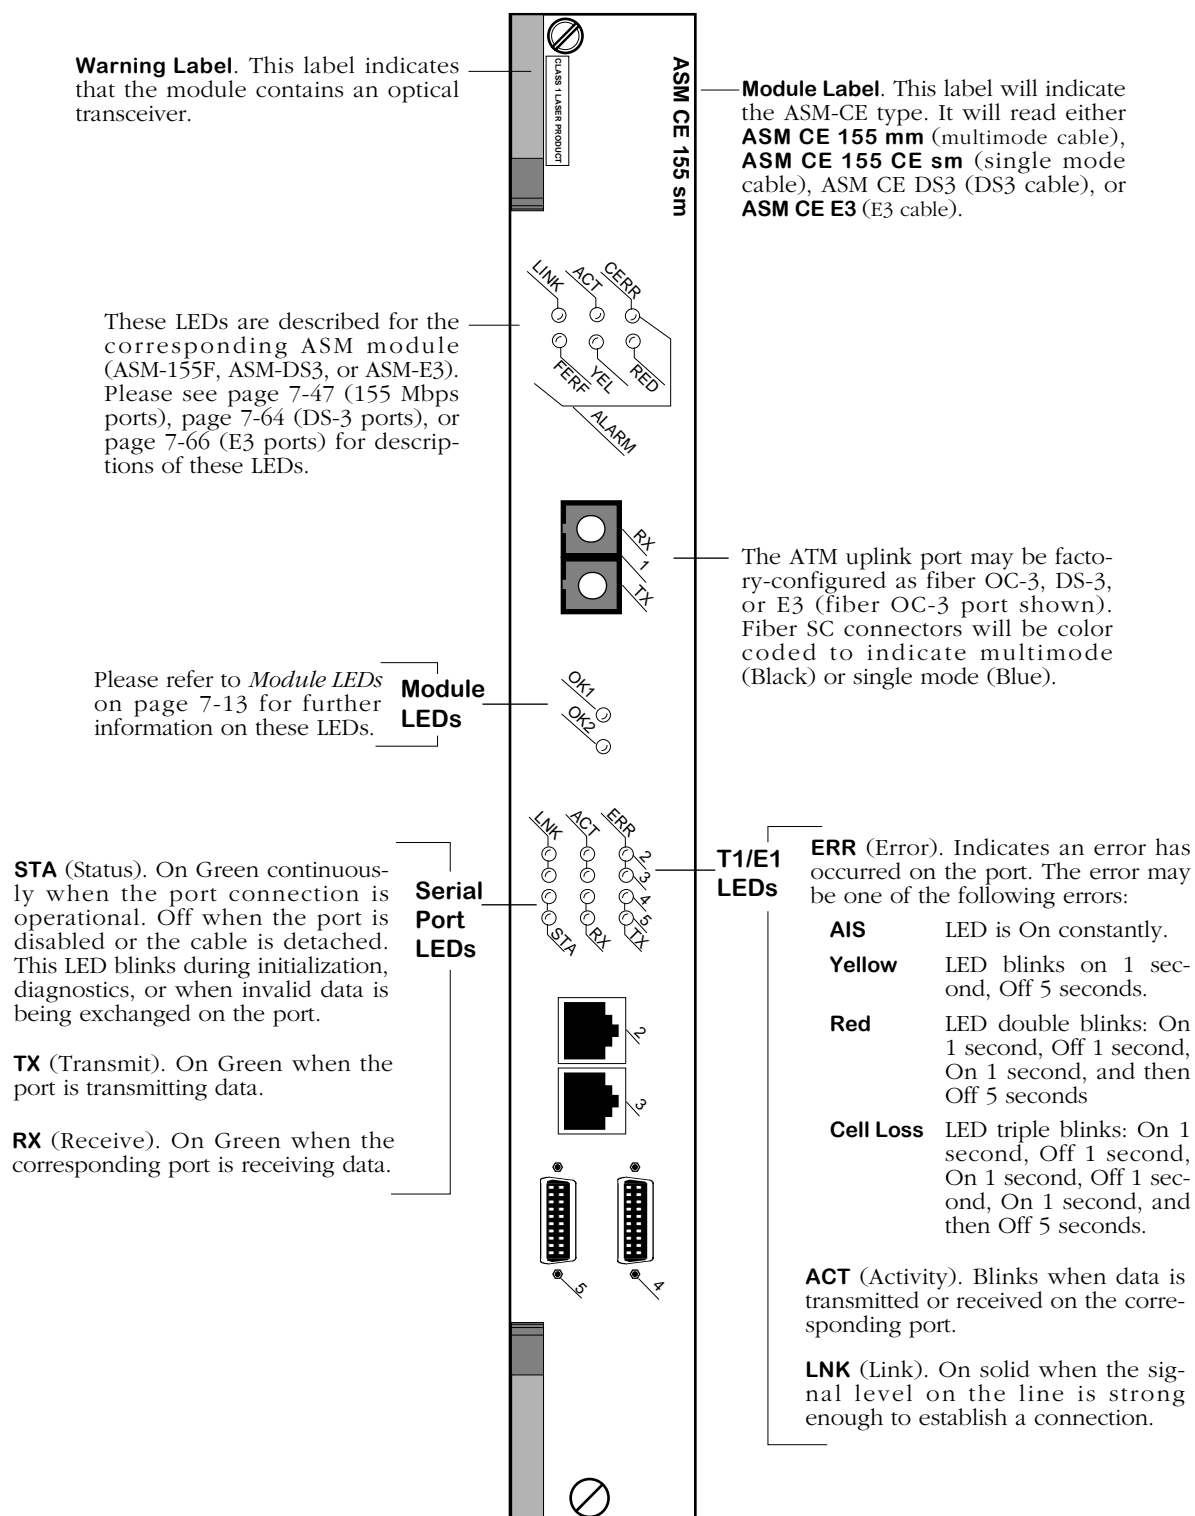 Warning Label. This label indicates
that the module contains an optical
transceiver.
CLASS 1 LASER PRODUCT
ASM CE 155 sm
Module Label. This label will indicate
the ASM-CE type. It will read either
ASM CE 155 mm (multimode cable),
ASM CE 155 CE sm (single mode
cable), ASM CE DS3 (DS3 cable), or
ASM CE E3 (E3 cable).
LINK
ACT
CERR
FERF
YEL
RED
ALARM
These LEDs are described for the
corresponding ASM module
(ASM-155F, ASM-DS3, or ASM-E3).
Please see page 7-47 (155 Mbps
ports), page 7-64 (DS-3 ports), or
page 7-66 (E3 ports) for descrip-
tions of these LEDs.
RX
1
TX
The ATM uplink port may be facto-
ry-configured as fiber OC-3, DS-3,
or E3 (fiber OC-3 port shown).
Fiber SC connectors will be color
coded to indicate multimode
(Black) or single mode (Blue).
Please refer to Module LEDs
on page 7-13 for further
information on these LEDs.
Module
LEDs
OK1
OK2
LNK
ACT
ERR
2
3
4
5
STA
RX
TX
STA (Status). On Green continuous-
ly when the port connection is
operational. Off when the port is
disabled or the cable is detached.
This LED blinks during initialization,
diagnostics, or when invalid data is
being exchanged on the port.
TX (Transmit). On Green when the
port is transmitting data.
RX (Receive). On Green when the
corresponding port is receiving data.
Serial
Port
LEDs
T1/E1
LEDs
ERR (Error). Indicates an error has
occurred on the port. The error may
be one of the following errors:
AIS LED is On constantly.
Yellow LED blinks on 1 sec-
ond, Off 5 seconds.
Red LED double blinks: On
1 second, Off 1 second,
On 1 second, and then
Off 5 seconds
Cell Loss LED triple blinks: On 1
second, Off 1 second,
On 1 second, Off 1 sec-
ond, On 1 second, and
then Off 5 seconds.
ACT (Activity). Blinks when data is
transmitted or received on the corre-
sponding port.
LNK (Link). On solid when the sig-
nal level on the line is strong
enough to establish a connection.
2
3
5
4